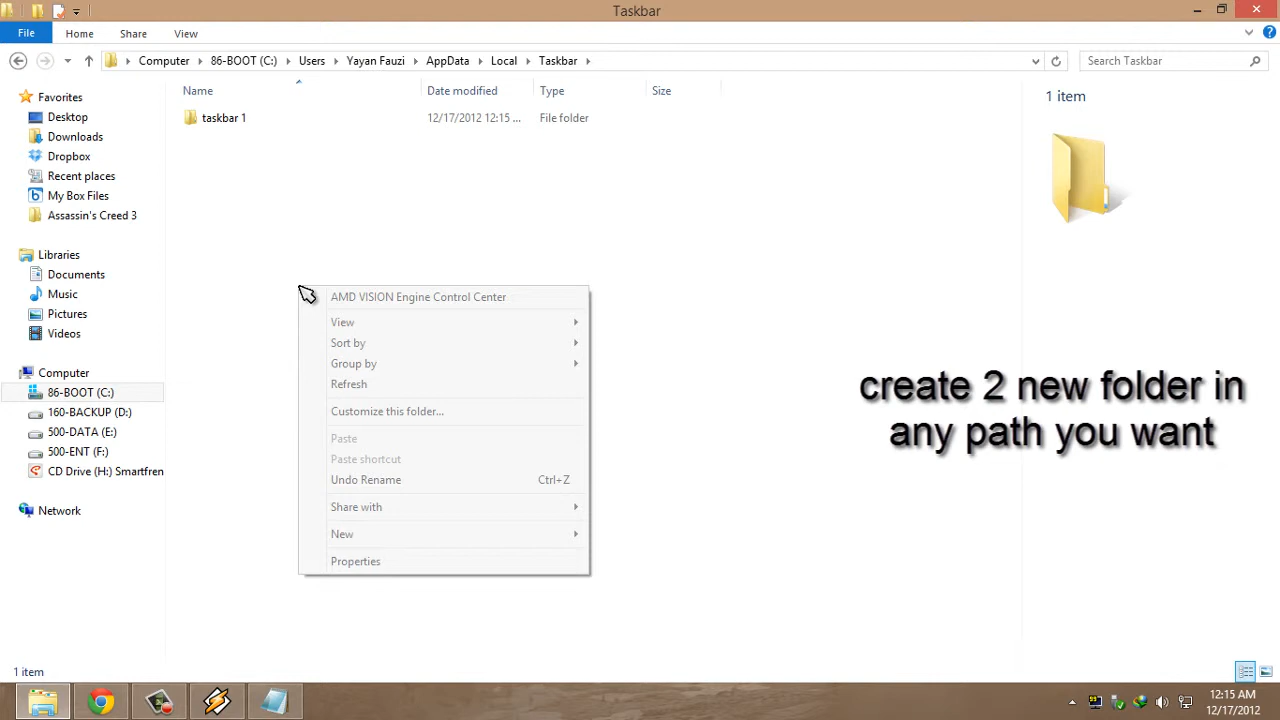 Taskbar
File Home Share View
Computer 86-BOOT (C:) Users Yayan Fauzi AppData Local Taskbar Search Taskbar
Name Date modified Type Size
taskbar 1 12/17/2012 12:15 ... File folder
1 item
Favorites
Desktop
Downloads
Dropbox
Recent places
My Box Files
Assassin's Creed 3
Libraries
Documents
Music
Pictures
Videos
Computer
86-BOOT (C:)
160-BACKUP (D:)
500-DATA (E:)
500-ENT (F:)
CD Drive (H:) Smartfren
Network
AMD VISION Engine Control Center
View
Sort by
Group by
Refresh
Customize this folder...
Paste
Paste shortcut
Undo Rename Ctrl+Z
Share with
New
Properties
create 2 new folder in
any path you want
1 item
12:15 AM
12/17/2012